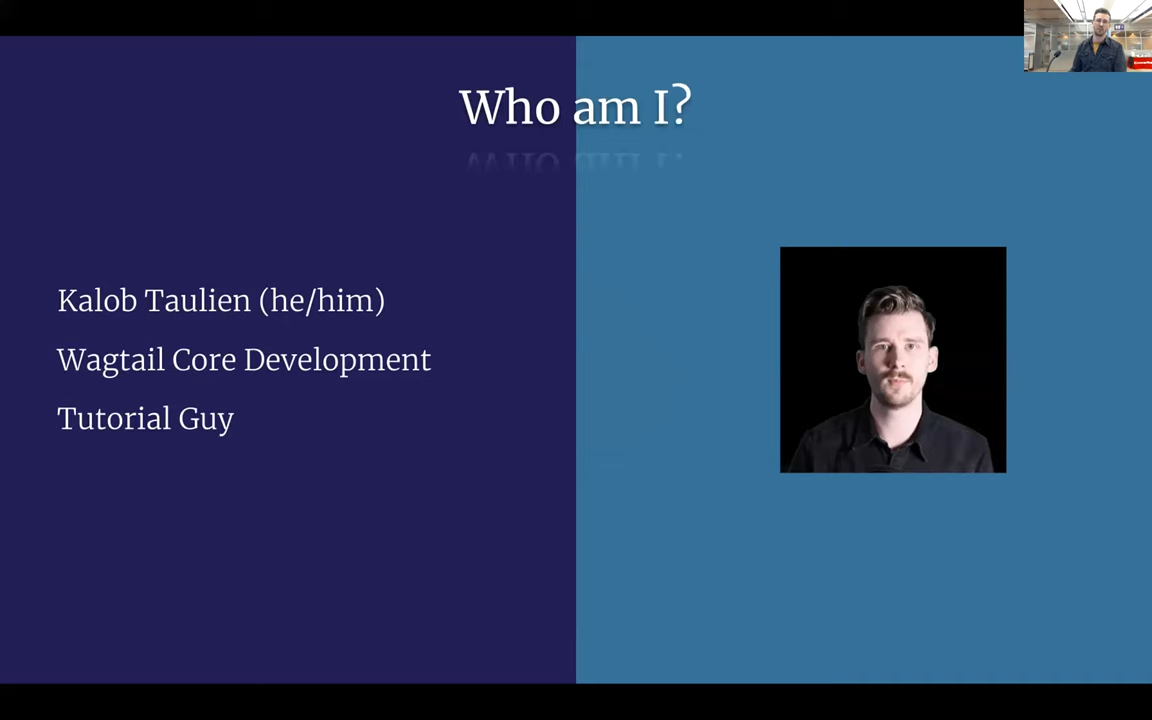 Who am I?
Kalob Taulien (he/him)
Wagtail Core Development
Tutorial Guy